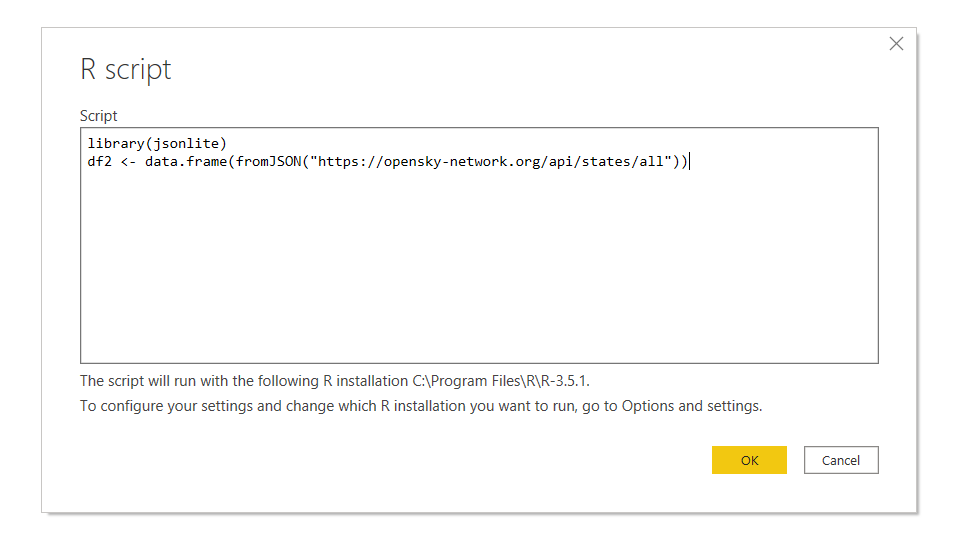 R script
Script
library(jsonlite)
df2 <- data.frame(fromJSON("https://opensky-network.org/api/states/all"))
The script will run with the following R installation C:\Program Files\R\R-3.5.1.
To configure your settings and change which R installation you want to run, go to Options and settings.
OK
Cancel